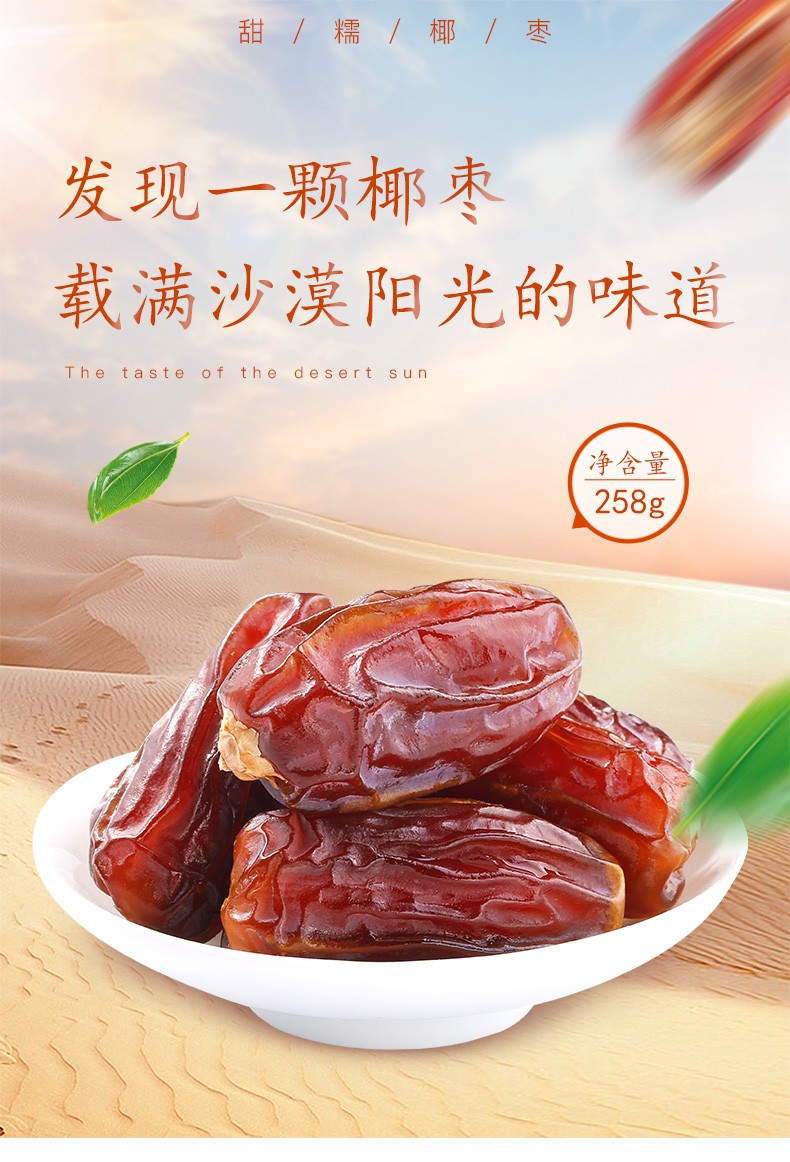 甜/糯/椰/枣
发现一颗椰枣
载满沙漠阳光的味道
The taste of the desert sun
净含量
258g